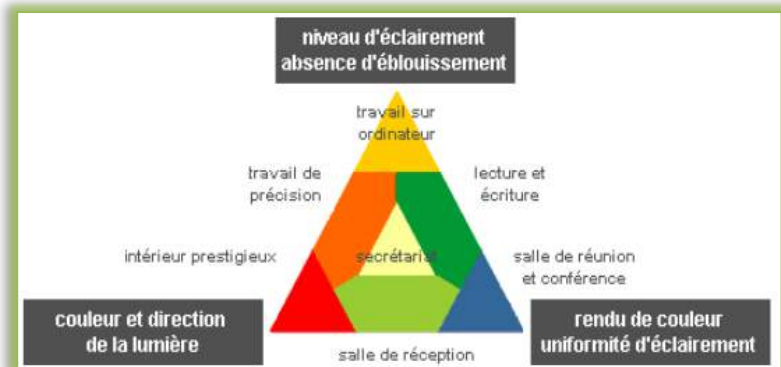 niveau d'éclairement
absence d'éblouissement
travail sur
ordinateur
travail de
précision
lecture et
écriture
intérieur prestigieux
secrétariat
salle de réunion
et conférence
couleur et direction
de la lumière
rendu de couleur
uniformité d'éclairement
salle de réception